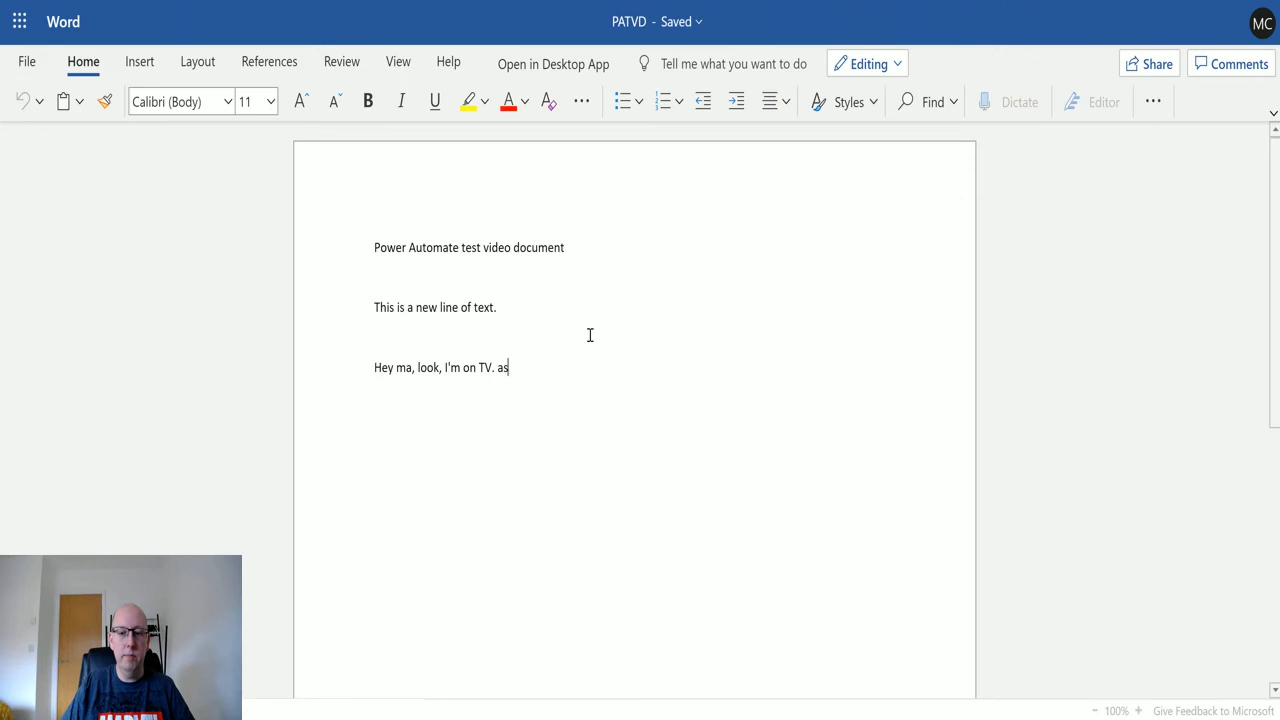 Word
PATVD - Saved
MC
File Home Insert Layout References Review View Help Open in Desktop App Tell me what you want to do Editing Share Comments
Calibri (Body) 11 A A B I U A A Styles Find Dictate Editor
Power Automate test video document
This is a new line of text.
Hey ma, look, I'm on TV. as
100% Give Feedback to Microsoft